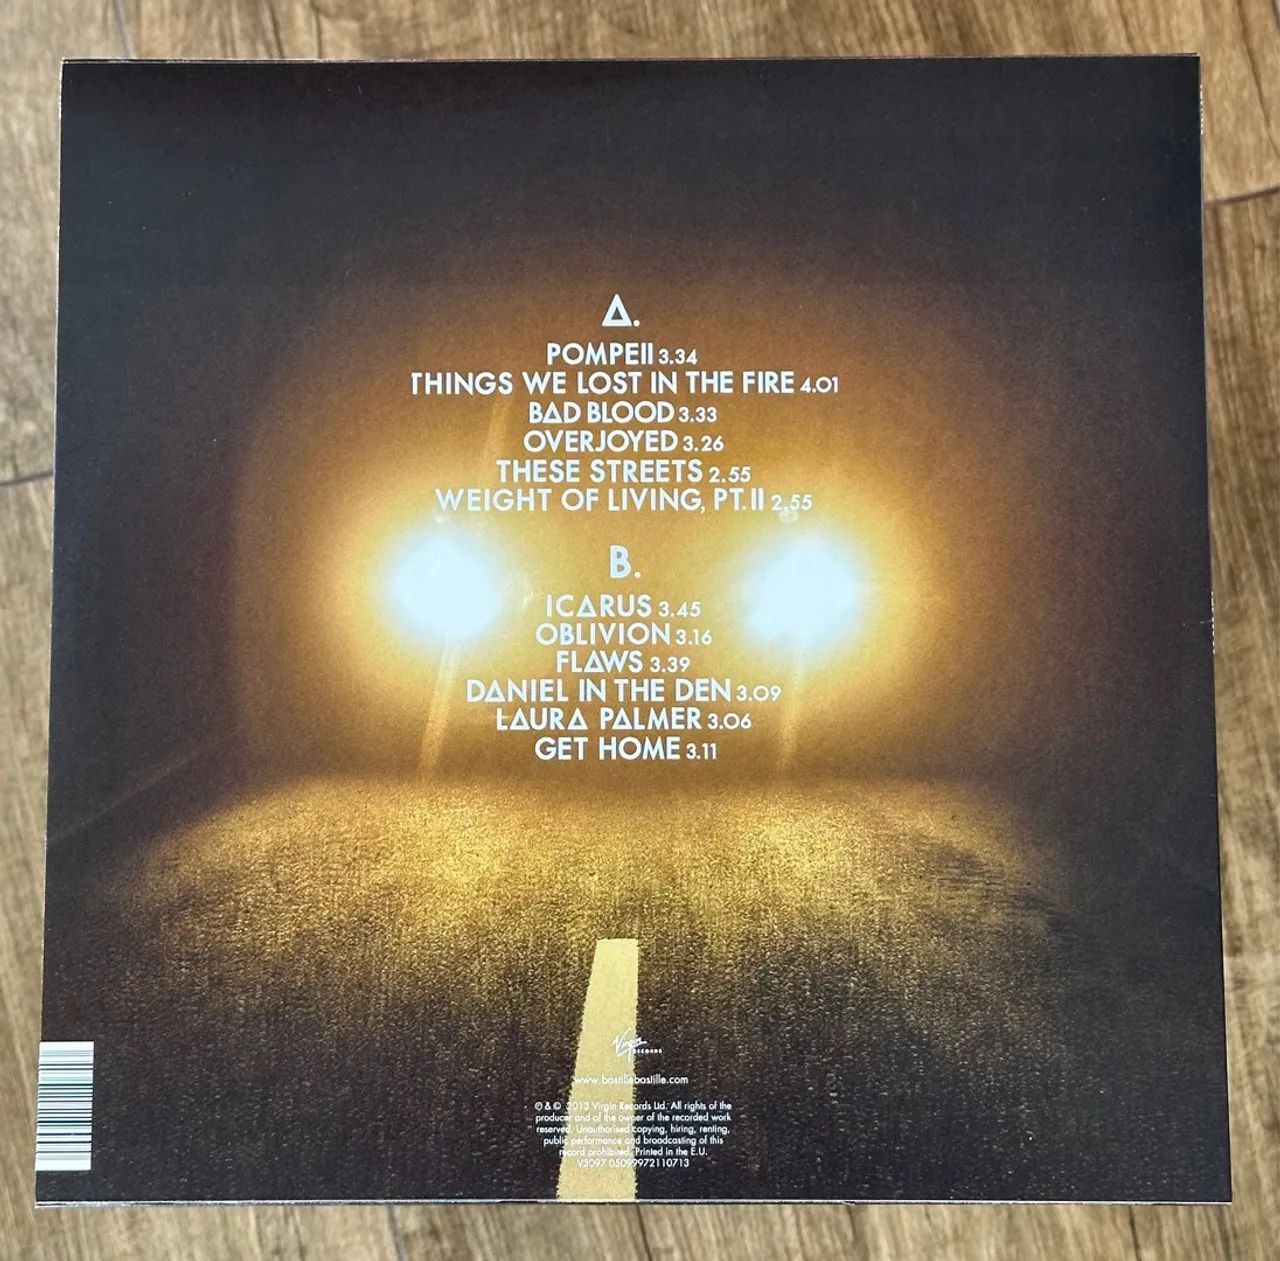 A.
POMPEII 3.34
THINGS WE LOST IN THE FIRE 4.01
BAD BLOOD 3.33
OVERJOYED 3.26
THESE STREETS 2.55
WEIGHT OF LIVING, PT.II 2.55
B.
ICARUS 3.45
OBLIVION 3.16
FLAWS 3.39
DANIEL IN THE DEN 3.09
LAURA PALMER 3.06
GET HOME 3.11
Virgin
RECORDS
www.bastillebastille.com
℗ & © 2013 Virgin Records Ltd. All rights of the
producer and of the owner of the recorded work
reserved. Unauthorised copying, hiring, renting,
public performance and broadcasting of this
record prohibited. Printed in the E.U.
V3097 05099972110713